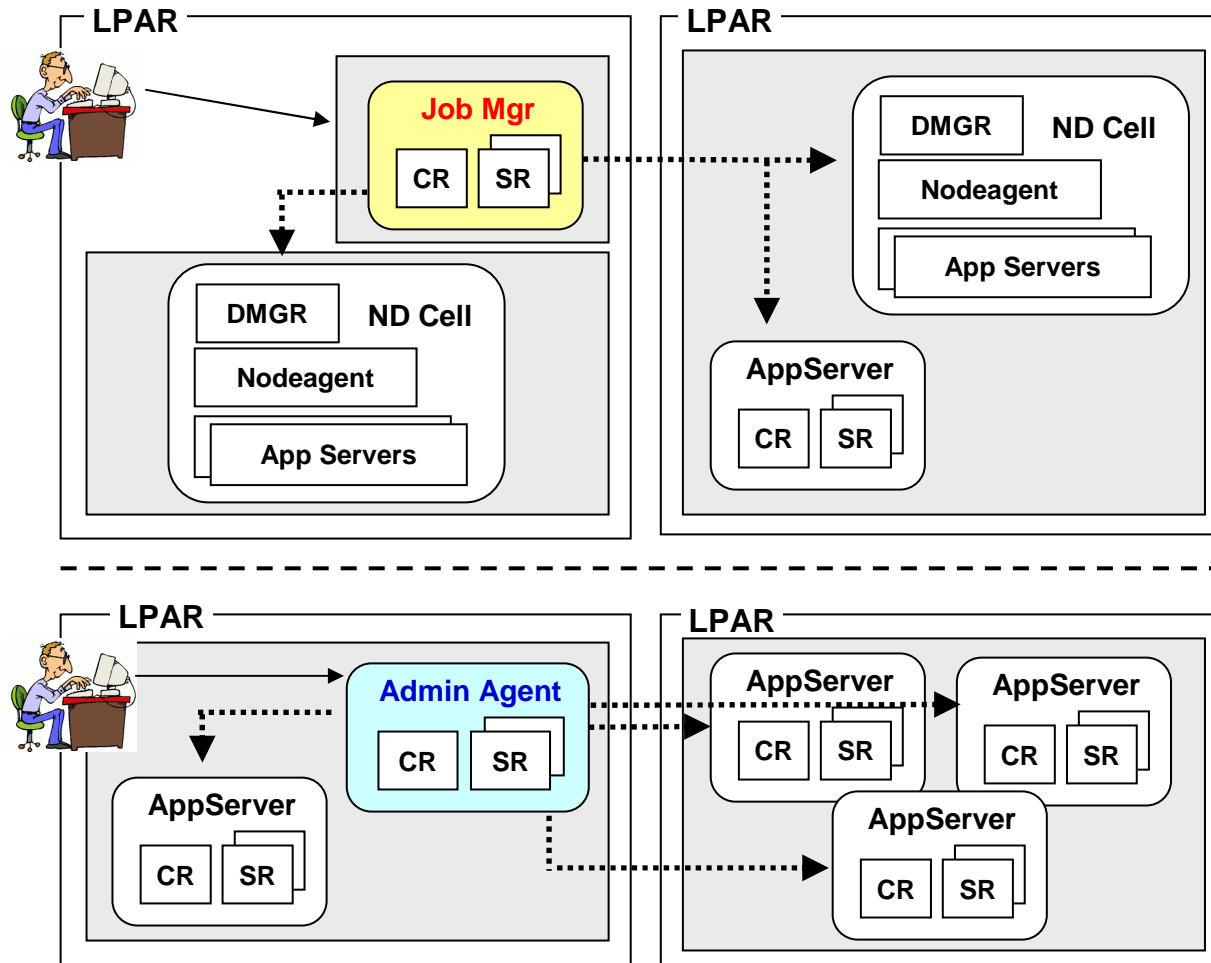 LPAR
Job Mgr
CR
SR
DMGR
ND Cell
Nodeagent
App Servers
LPAR
DMGR
ND Cell
Nodeagent
App Servers
AppServer
CR
SR
LPAR
Admin Agent
CR
SR
AppServer
CR
SR
LPAR
AppServer
CR
SR
AppServer
CR
SR
AppServer
CR
SR